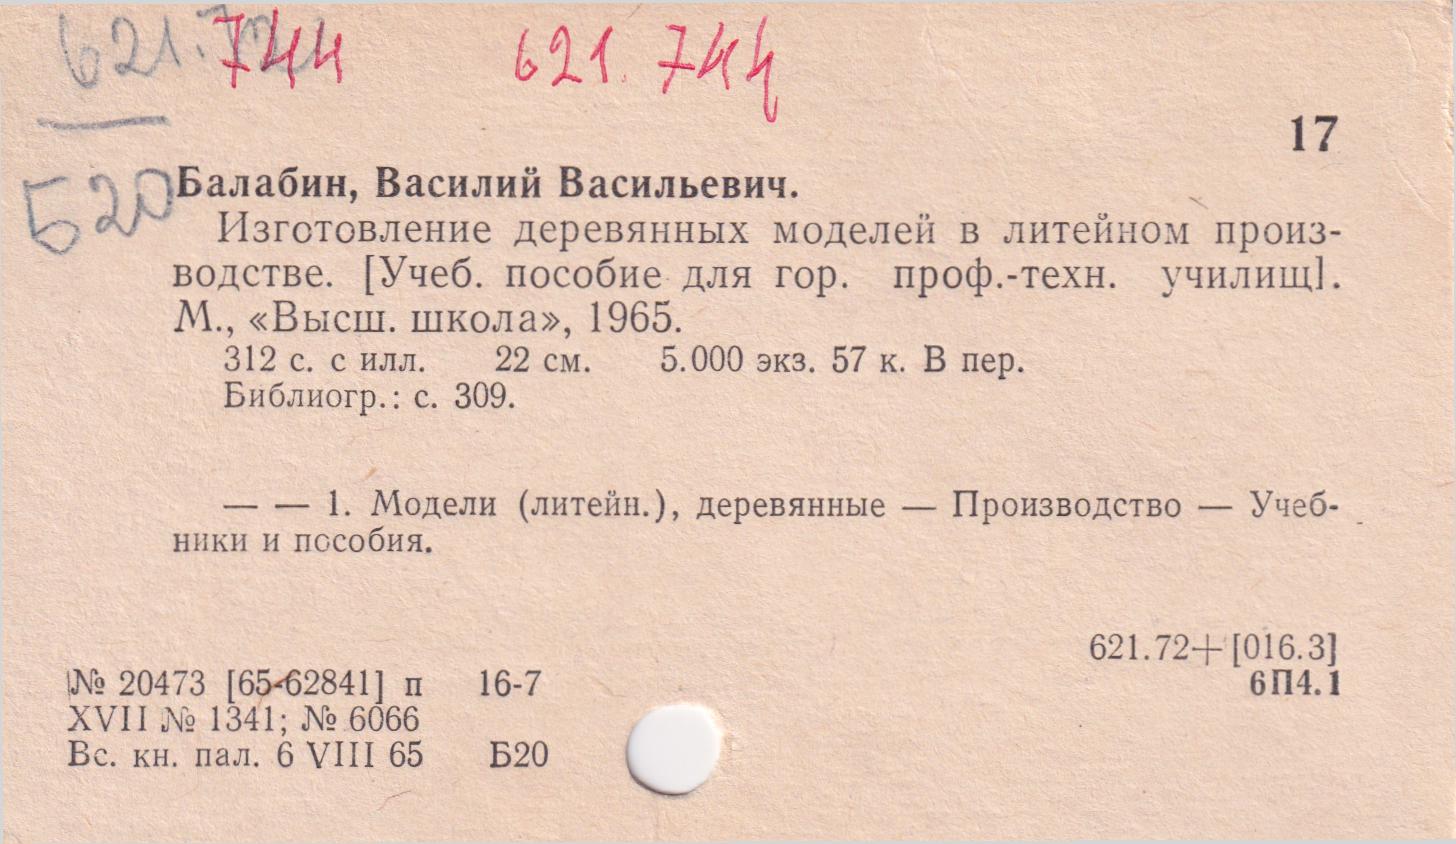 621.744 621.744
17
Б20
Балабин, Василий Васильевич.
Изготовление деревянных моделей в литейном произ-
водстве. [Учеб. пособие для гор. проф.-техн. училищ].
М., «Высш. школа», 1965.
312 с. с илл. 22 см. 5.000 экз. 57 к. В пер.
Библиогр.: с. 309.
— — 1. Модели (литейн.), деревянные — Производство — Учеб-
ники и пособия.
621.72+[016.3]
6П4.1
№ 20473 [65-62841] п 16-7
XVII № 1341; № 6066
Вс. кн. пал. 6 VIII 65 Б20